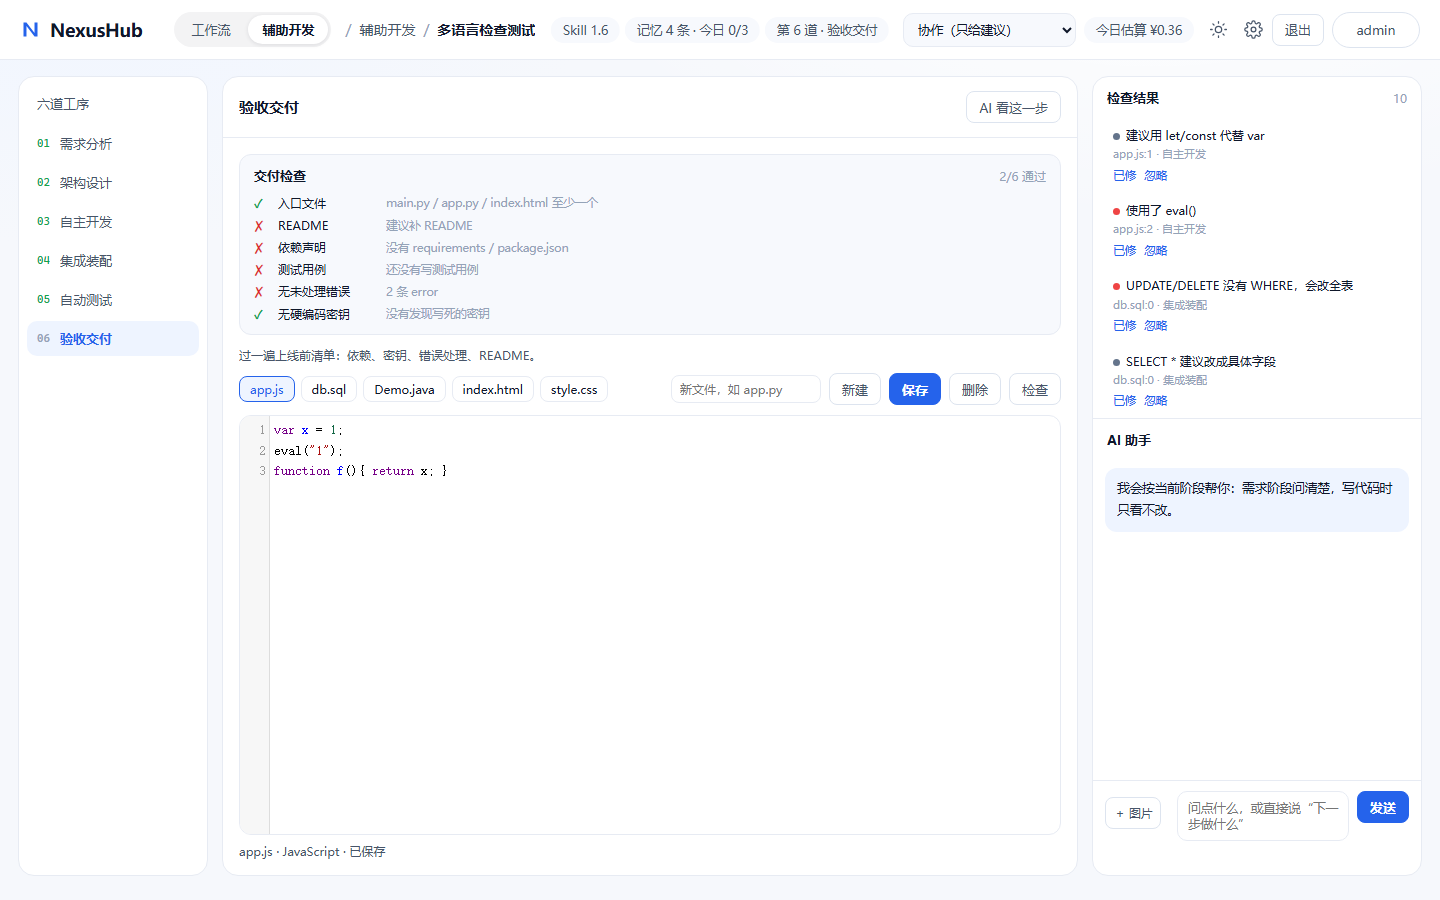 NexusHub
工作流
辅助开发
/ 辅助开发 / 多语言检查测试
Skill 1.6
记忆 4 条 · 今日 0/3
第 6 道 · 验收交付
协作（只给建议）
今日估算 ¥0.36
退出
admin
六道工序
01 需求分析
02 架构设计
03 自主开发
04 集成装配
05 自动测试
06 验收交付
验收交付
AI 看这一步
交付检查
2/6 通过
✓ 入口文件 main.py / app.py / index.html 至少一个
✗ README 建议补 README
✗ 依赖声明 没有 requirements / package.json
✗ 测试用例 还没有写测试用例
✗ 无未处理错误 2 条 error
✓ 无硬编码密钥 没有发现写死的密钥
过一遍上线前清单：依赖、密钥、错误处理、README。
app.js
db.sql
Demo.java
index.html
style.css
新文件，如 app.py
新建
保存
删除
检查
1 var x = 1;
2 eval("1");
3 function f(){ return x; }
app.js · JavaScript · 已保存
检查结果
10
建议用 let/const 代替 var
app.js:1 · 自主开发
已修 忽略
使用了 eval()
app.js:2 · 自主开发
已修 忽略
UPDATE/DELETE 没有 WHERE，会改全表
db.sql:0 · 集成装配
已修 忽略
SELECT * 建议改成具体字段
db.sql:0 · 集成装配
已修 忽略
AI 助手
我会按当前阶段帮你：需求阶段问清楚，写代码时
只看不改。
+ 图片
问点什么，或直接说“下一
步做什么”
发送